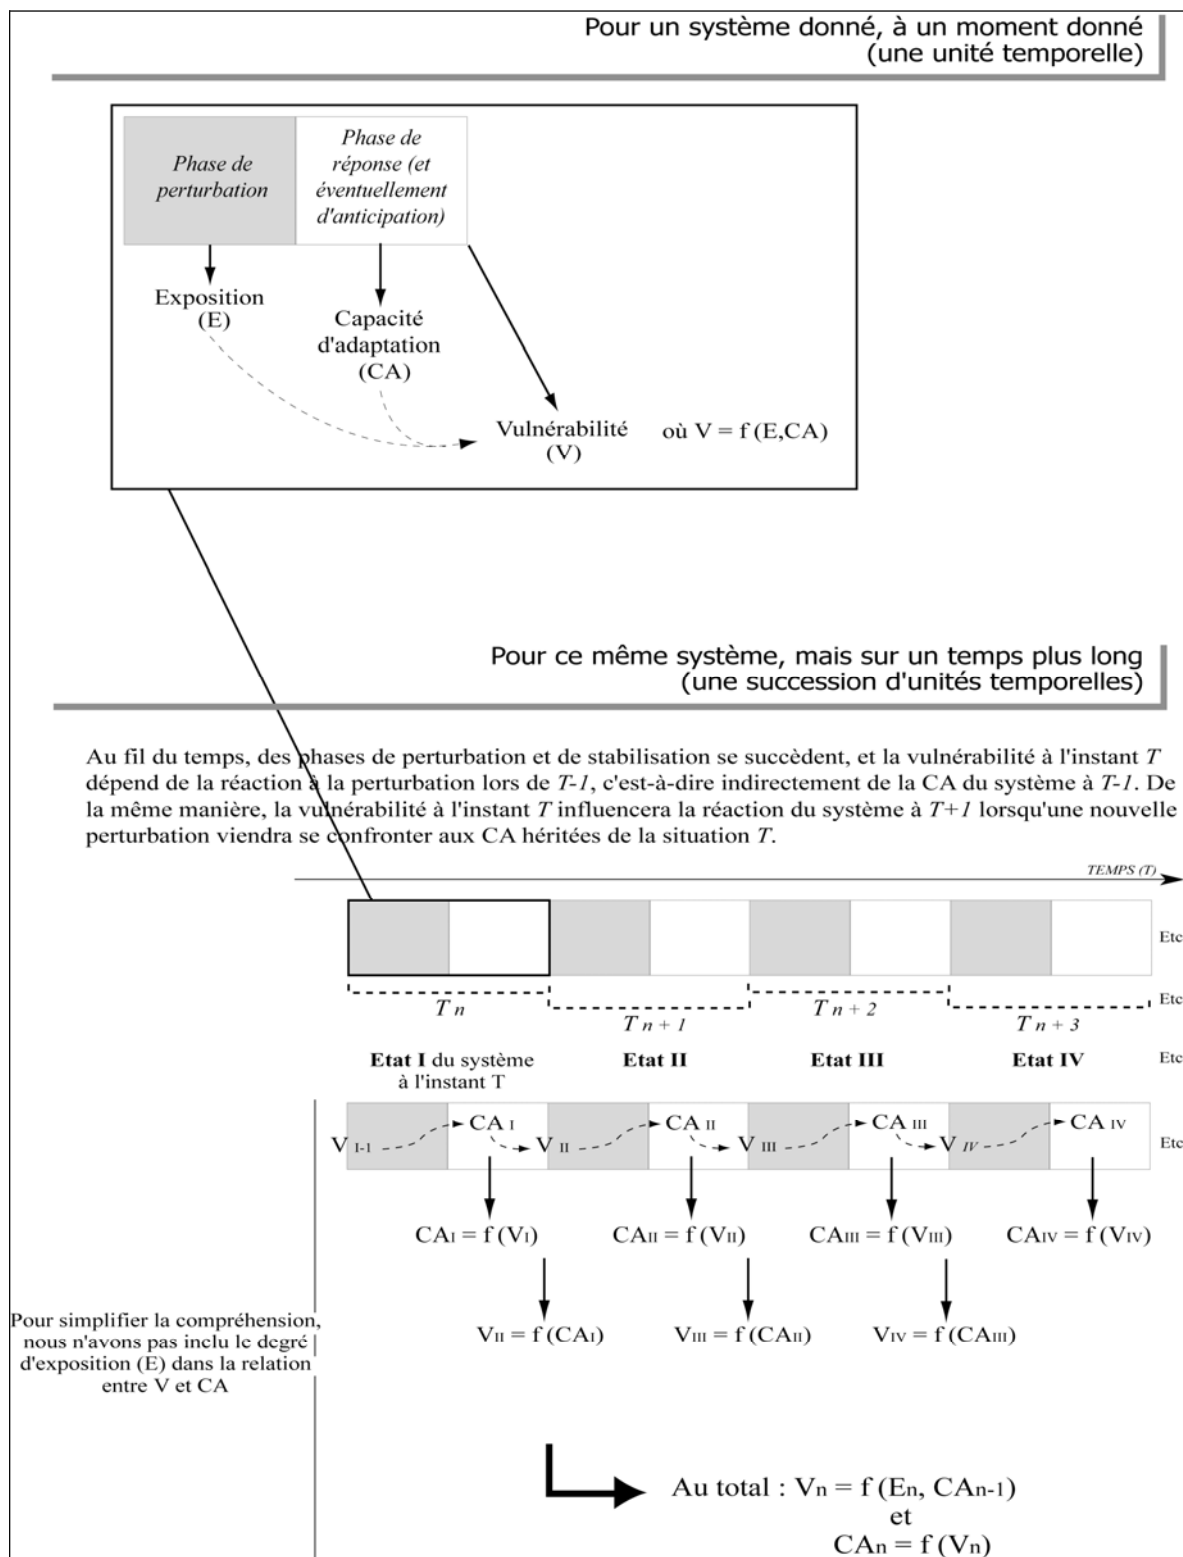 Pour un système donné, à un moment donné
(une unité temporelle)
Phase de
perturbation
Phase de
réponse (et
éventuellement
d'anticipation)
Exposition
(E)
Capacité
d'adaptation
(CA)
Vulnérabilité
(V)
où V = f (E,CA)
Pour ce même système, mais sur un temps plus long
(une succession d'unités temporelles)
Au fil du temps, des phases de perturbation et de stabilisation se succèdent, et la vulnérabilité à l'instant T
dépend de la réaction à la perturbation lors de T-1, c'est-à-dire indirectement de la CA du système à T-1. De
la même manière, la vulnérabilité à l'instant T influencera la réaction du système à T+1 lorsqu'une nouvelle
perturbation viendra se confronter aux CA héritées de la situation T.
TEMPS (T)
Etc
T n
T n + 1
T n + 2
T n + 3
Etc
Etat I du système
à l'instant T
Etat II
Etat III
Etat IV
Etc
V I-1
CA I
V II
CA II
V III
CA III
V IV
CA IV
Etc
CAI = f (VI)
CAII = f (VII)
CAIII = f (VIII)
CAIV = f (VIV)
VII = f (CAI)
VIII = f (CAII)
VIV = f (CAIII)
Pour simplifier la compréhension,
nous n'avons pas inclu le degré
d'exposition (E) dans la relation
entre V et CA
Au total : Vn = f (En, CAn-1)
et
CAn = f (Vn)